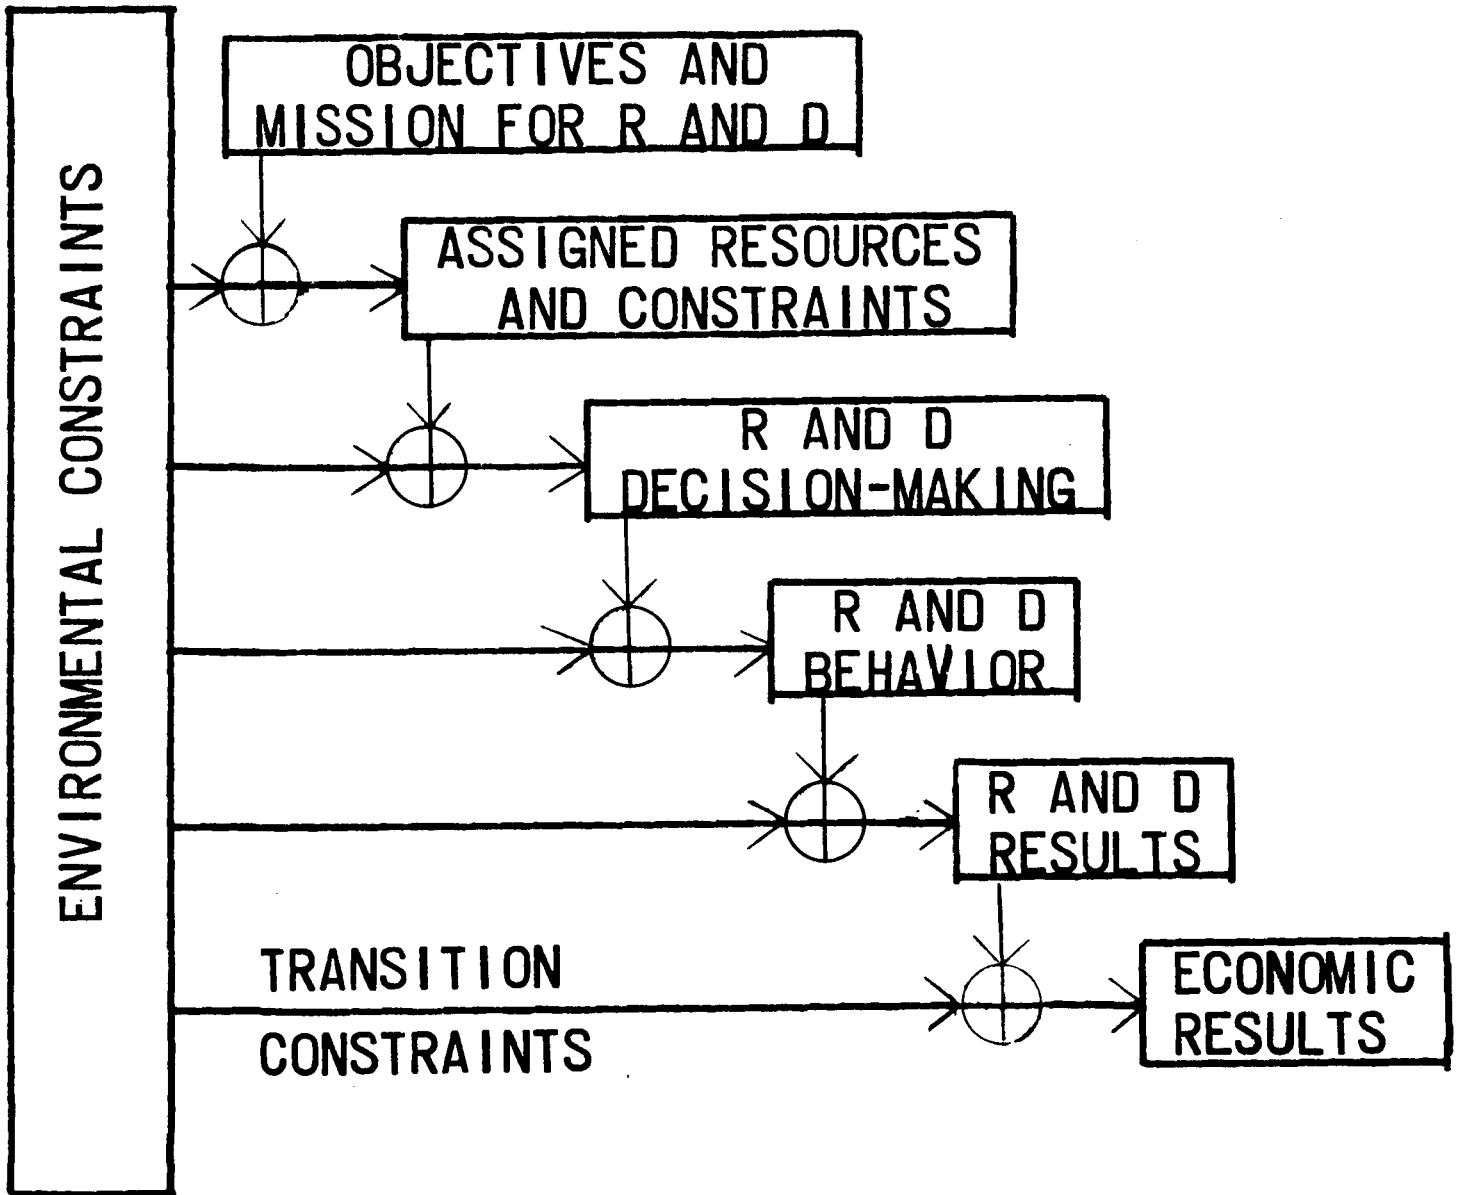 ENVIRONMENTAL CONSTRAINTS
OBJECTIVES AND
MISSION FOR R AND D
ASSIGNED RESOURCES
AND CONSTRAINTS
R AND D
DECISION-MAKING
R AND D
BEHAVIOR
R AND D
RESULTS
TRANSITION
CONSTRAINTS
ECONOMIC
RESULTS